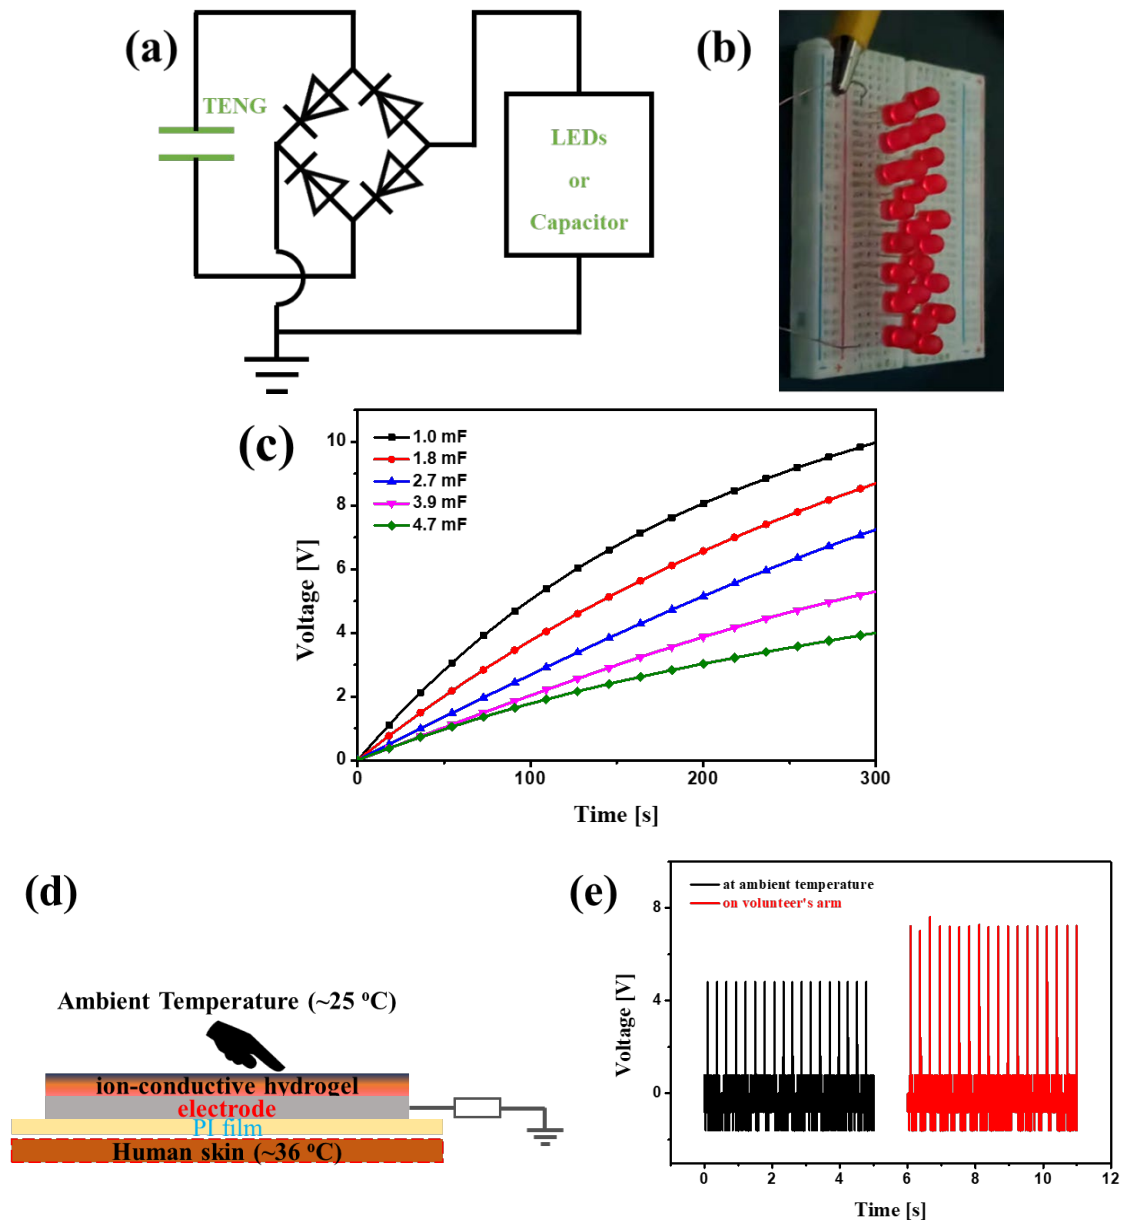 (a)
TENG
LEDs
or
Capacitor
(b)
(c)
1.0 mF
1.8 mF
2.7 mF
3.9 mF
4.7 mF
10
8
6
4
2
0
0 100 200 300
Voltage [V]
Time [s]
(d)
Ambient Temperature (~25 °C)
ion-conductive hydrogel
electrode
PI film
Human skin (~36 °C)
(e)
at ambient temperature
on volunteer's arm
8
4
0
0 2 4 6 8 10 12
Voltage [V]
Time [s]